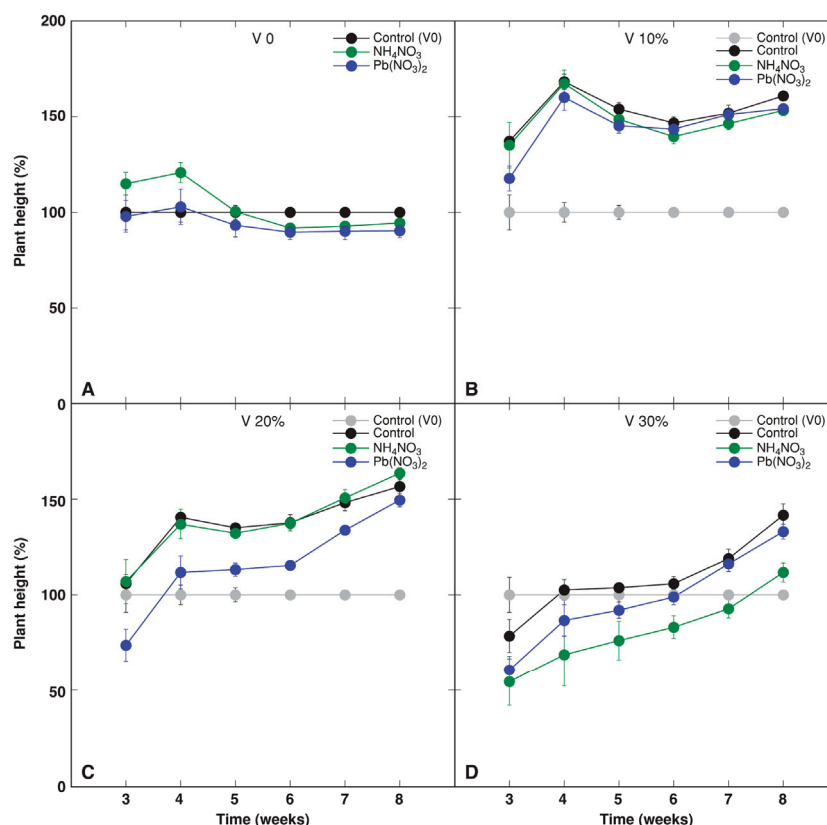 200
V 0
Control (V0)
NH4NO3
Pb(NO3)2
V 10%
Control (V0)
Control
NH4NO3
Pb(NO3)2
150
100
50
Plant height (%)
A
B
0
V 20%
Control (V0)
Control
NH4NO3
Pb(NO3)2
V 30%
Control (V0)
Control
NH4NO3
Pb(NO3)2
150
100
50
0
Plant height (%)
C
D
3 4 5 6 7 8
3 4 5 6 7 8
Time (weeks)
Time (weeks)